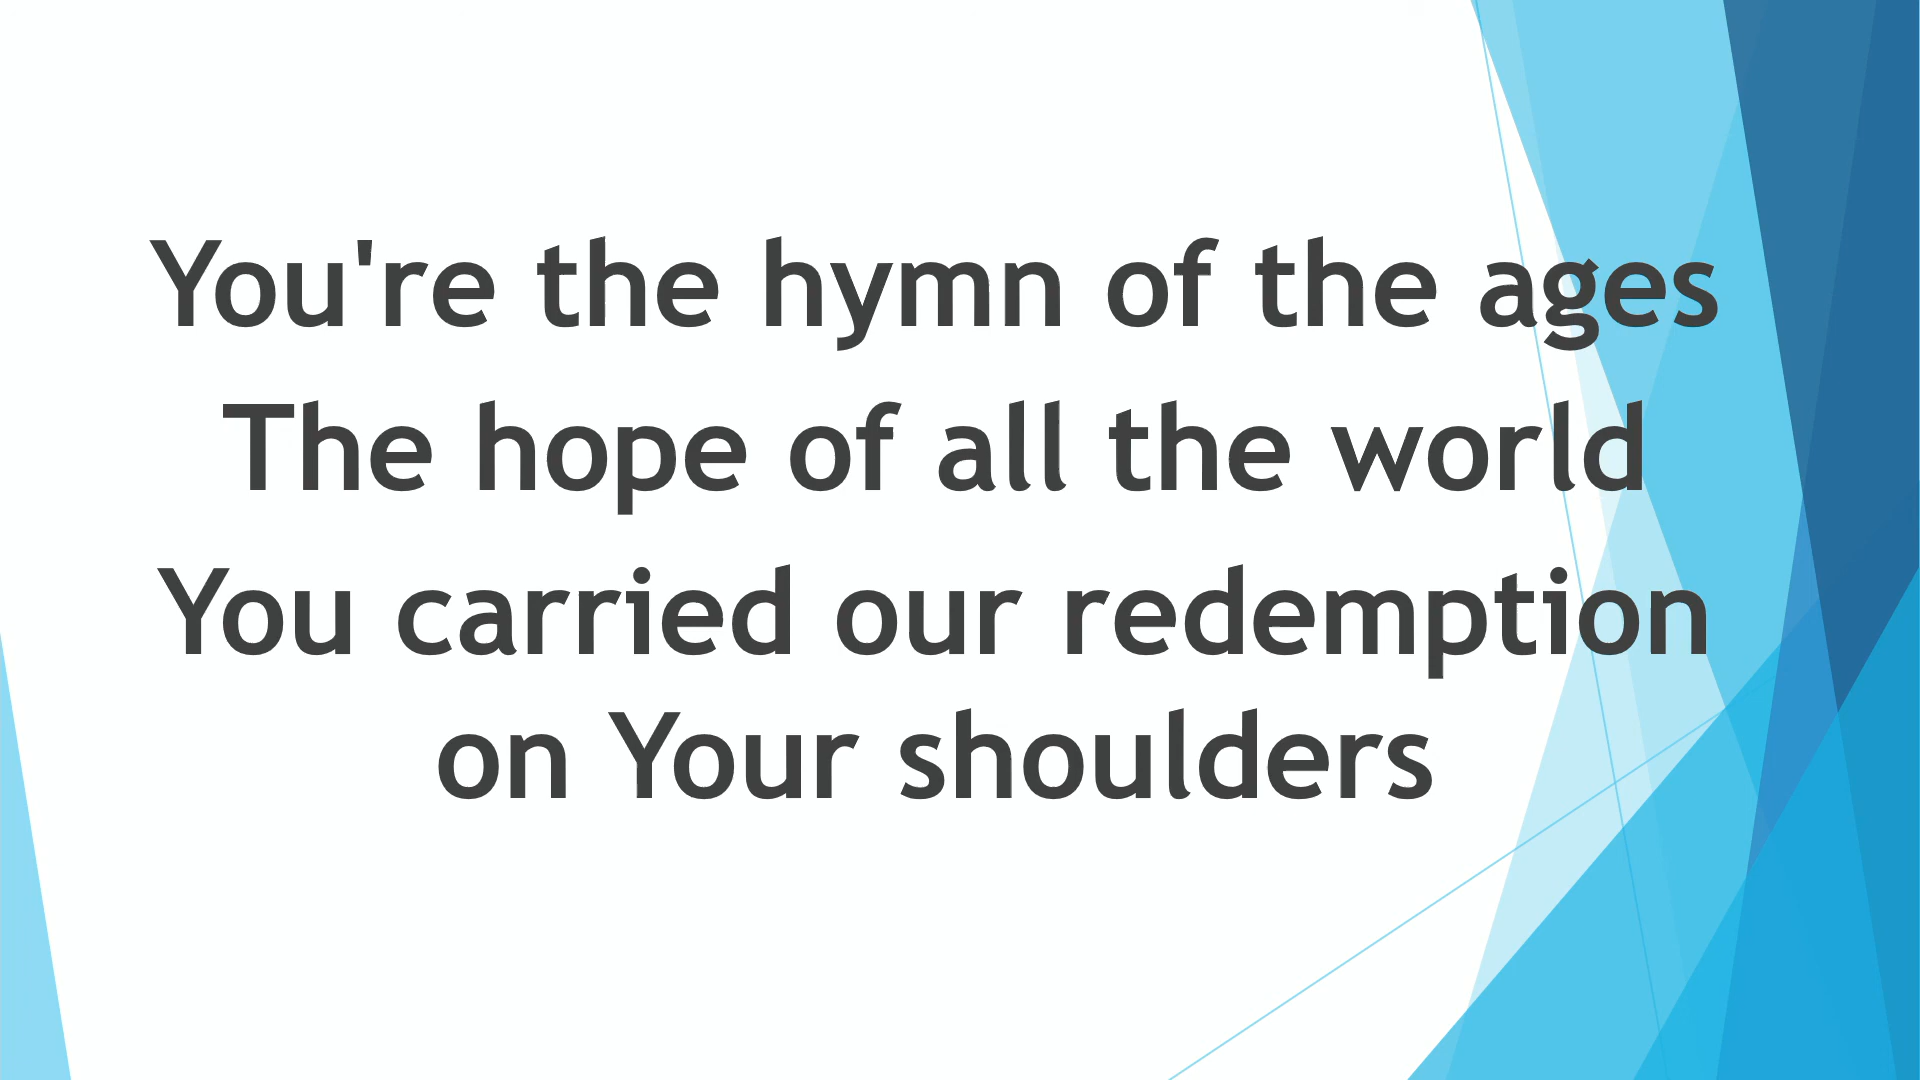 You're the hymn of the ages
The hope of all the world
You carried our redemption
on Your shoulders